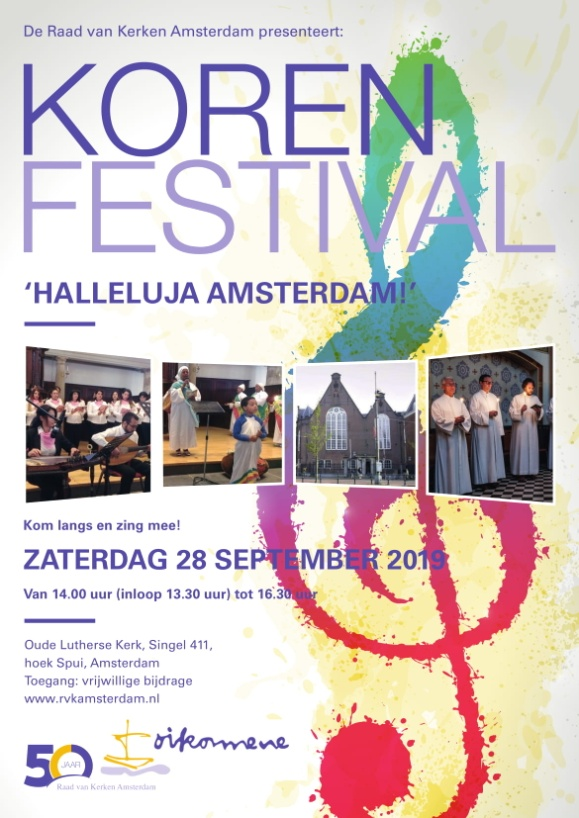 De Raad van Kerken Amsterdam presenteert:
KOREN
FESTIVAL
‘HALLELUJA AMSTERDAM!’
Kom langs en zing mee!
ZATERDAG 28 SEPTEMBER 2019
Van 14.00 uur (inloop 13.30 uur) tot 16.30 uur
Oude Lutherse Kerk, Singel 411,
hoek Spui, Amsterdam
Toegang: vrijwillige bijdrage
www.rvkamsterdam.nl
oikomene
50 JAAR
Raad van Kerken Amsterdam